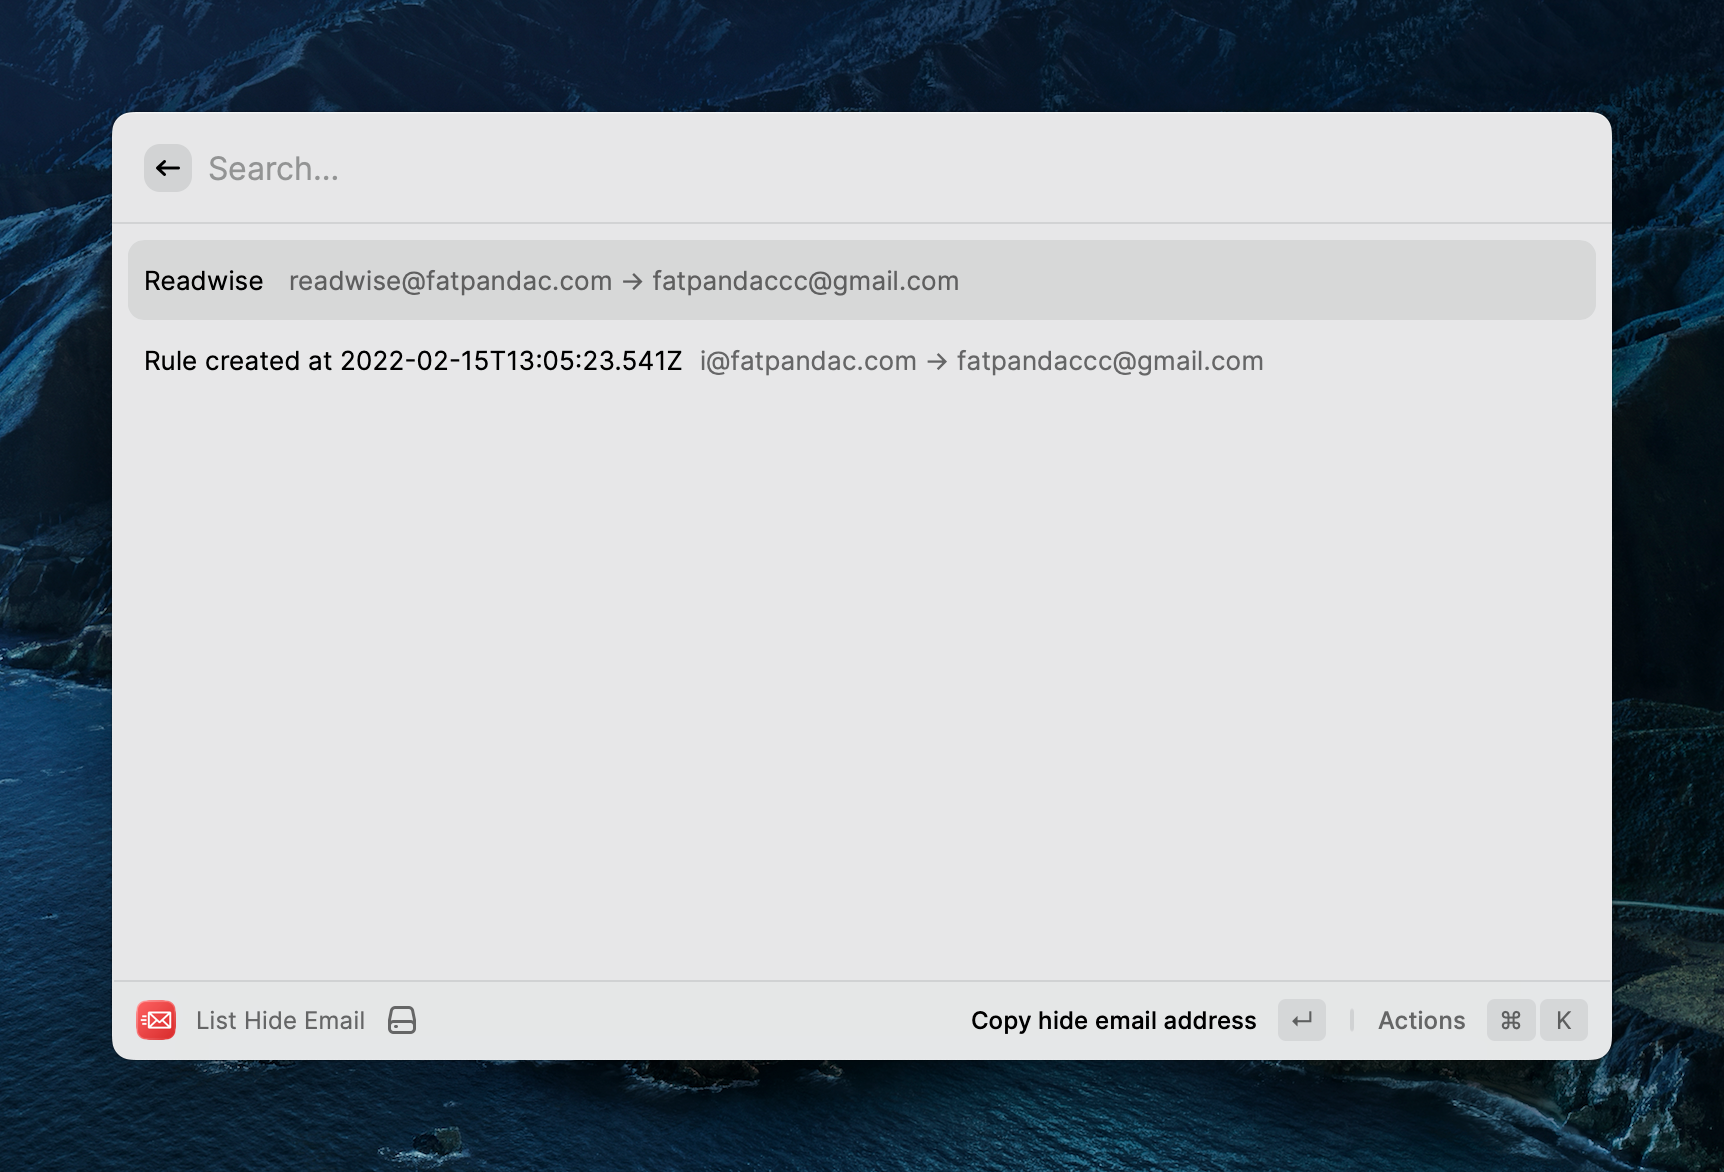 Search...
Readwise readwise@fatpandac.com → fatpandaccc@gmail.com
Rule created at 2022-02-15T13:05:23.541Z i@fatpandac.com → fatpandaccc@gmail.com
List Hide Email Copy hide email address ↵ Actions ⌘ K